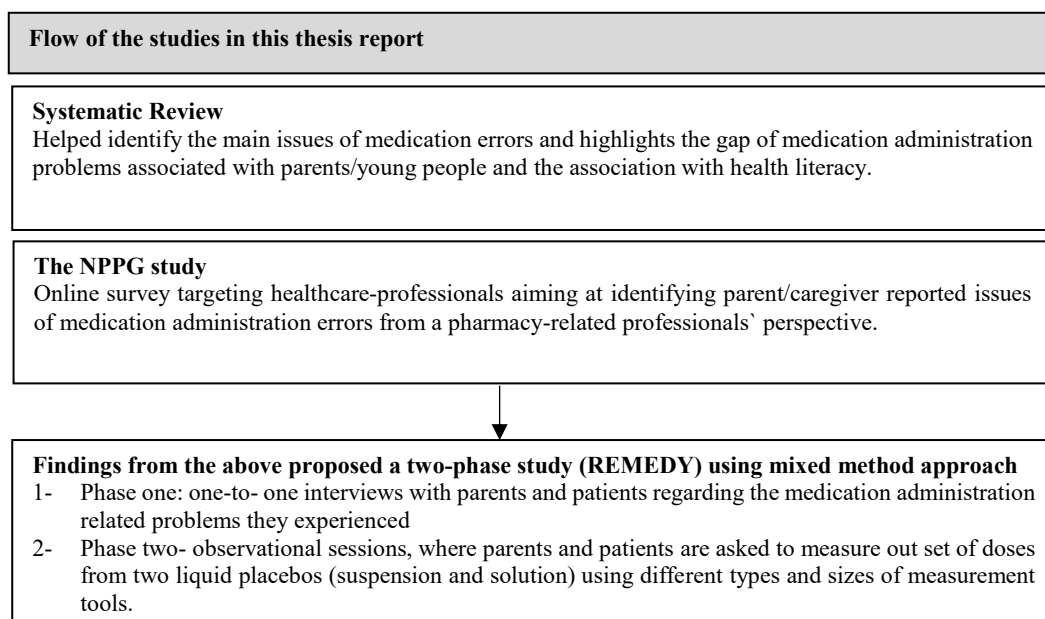 Flow of the studies in this thesis report
Systematic Review
Helped identify the main issues of medication errors and highlights the gap of medication administration
problems associated with parents/young people and the association with health literacy.
The NPPG study
Online survey targeting healthcare-professionals aiming at identifying parent/caregiver reported issues
of medication administration errors from a pharmacy-related professionals` perspective.
Findings from the above proposed a two-phase study (REMEDY) using mixed method approach
1- Phase one: one-to- one interviews with parents and patients regarding the medication administration
related problems they experienced
2- Phase two- observational sessions, where parents and patients are asked to measure out set of doses
from two liquid placebos (suspension and solution) using different types and sizes of measurement
tools.